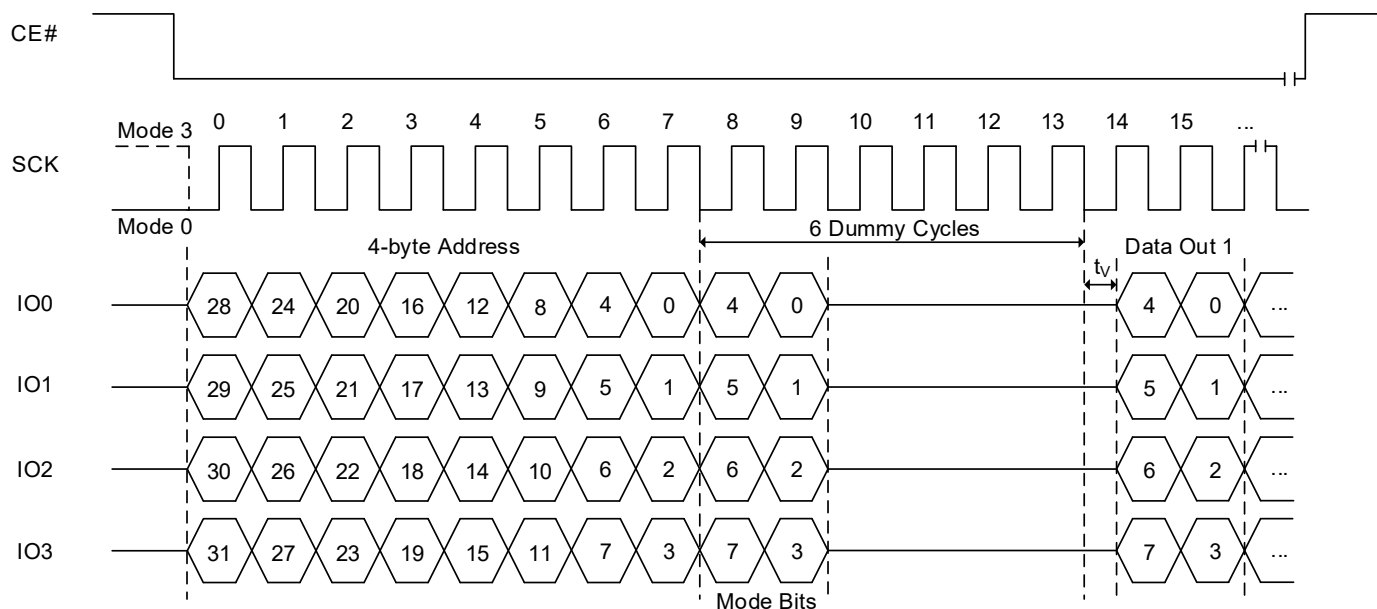 CE#
0 1 2 3 4 5 6 7 8 9 10 11 12 13 14 15 ...
Mode 3
SCK
Mode 0
6 Dummy Cycles
4-byte Address
Data Out 1
tV
IO0 28 24 20 16 12 8 4 0 4 0 4 0 ...
IO1 29 25 21 17 13 9 5 1 5 1 5 1 ...
IO2 30 26 22 18 14 10 6 2 6 2 6 2 ...
IO3 31 27 23 19 15 11 7 3 7 3 7 3 ...
Mode Bits